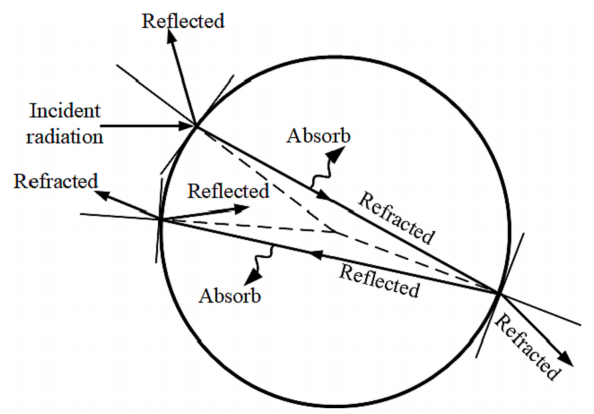 Reflected
Incident
radiation
Absorb
Refracted
Reflected
Refracted
Reflected
Absorb
Refracted